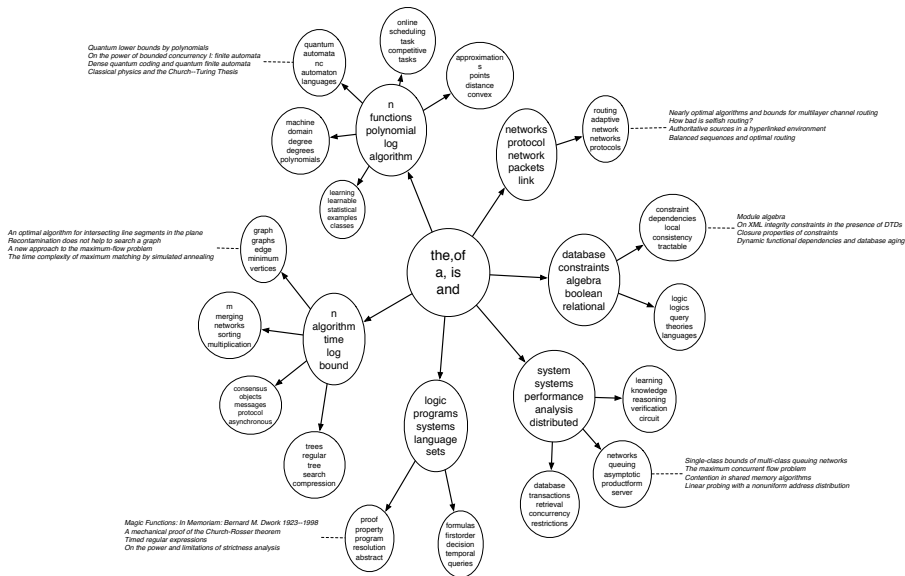 online
scheduling
task
competitive
tasks
quantum
automata
nc
automaton
languages
Quantum lower bounds by polynomials
On the power of bounded concurrency I: finite automata
Dense quantum coding and quantum finite automata
Classical physics and the Church--Turing Thesis
approximation
s
points
distance
convex
n
functions
polynomial
log
algorithm
machine
domain
degree
degrees
polynomials
learning
learnable
statistical
examples
classes
networks
protocol
network
packets
link
routing
adaptive
network
networks
protocols
Nearly optimal algorithms and bounds for multilayer channel routing
How bad is selfish routing?
Authoritative sources in a hyperlinked environment
Balanced sequences and optimal routing
An optimal algorithm for intersecting line segments in the plane
Recontamination does not help to search a graph
A new approach to the maximum-flow problem
The time complexity of maximum matching by simulated annealing
graph
graphs
edge
minimum
vertices
the,of
a, is
and
database
constraints
algebra
boolean
relational
constraint
dependencies
local
consistency
tractable
Module algebra
On XML integrity constraints in the presence of DTDs
Closure properties of constraints
Dynamic functional dependencies and database aging
logic
logics
query
theories
languages
m
merging
networks
sorting
multiplication
n
algorithm
time
log
bound
consensus
objects
messages
protocol
asynchronous
trees
regular
tree
search
compression
logic
programs
systems
language
sets
system
systems
performance
analysis
distributed
learning
knowledge
reasoning
verification
circuit
networks
queuing
asymptotic
productform
server
Single-class bounds of multi-class queuing networks
The maximum concurrent flow problem
Contention in shared memory algorithms
Linear probing with a nonuniform address distribution
database
transactions
retrieval
concurrency
restrictions
Magic Functions: In Memoriam: Bernard M. Dwork 1923--1998
A mechanical proof of the Church-Rosser theorem
Timed regular expressions
On the power and limitations of strictness analysis
proof
property
program
resolution
abstract
formulas
firstorder
decision
temporal
queries